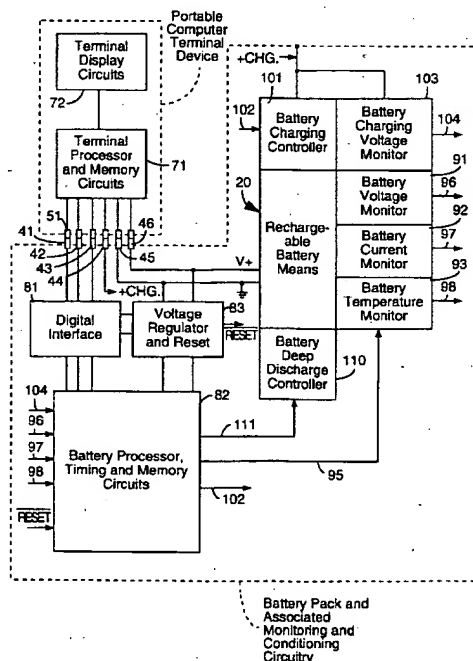 Portable
Computer
Terminal
Device
Terminal
Display
Circuits
72
Terminal
Processor
and Memory
Circuits
71
51
41
42
43
44
46
45
+CHG.
81
Digital
Interface
Voltage
Regulator
and Reset
83
RESET
V+
+CHG.
101
103
102
Battery
Charging
Controller
Battery
Charging
Voltage
Monitor
104
91
20
Recharge-
able
Battery
Means
Battery
Voltage
Monitor
96
92
Battery
Current
Monitor
97
93
Battery
Temperature
Monitor
98
Battery
Deep
Discharge
Controller
110
82
104
96
97
98
RESET
Battery Processor,
Timing and Memory
Circuits
111
95
102
Battery Pack and
Associated
Monitoring and
Conditioning
Circuitry